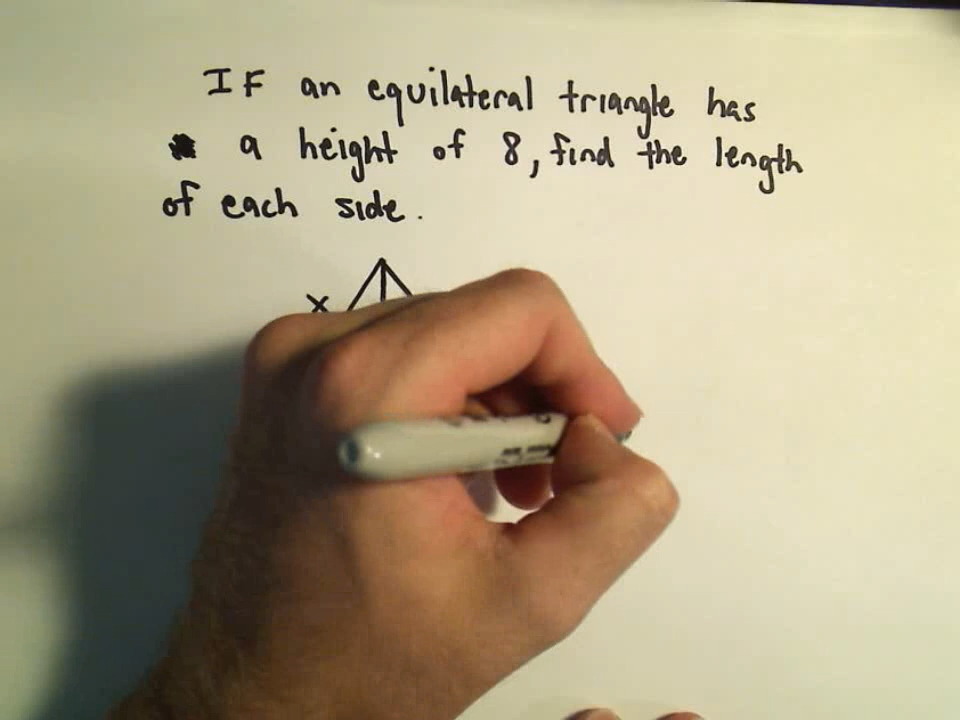 IF an equilateral triangle has
a height of 8, find the length
of each side.
x